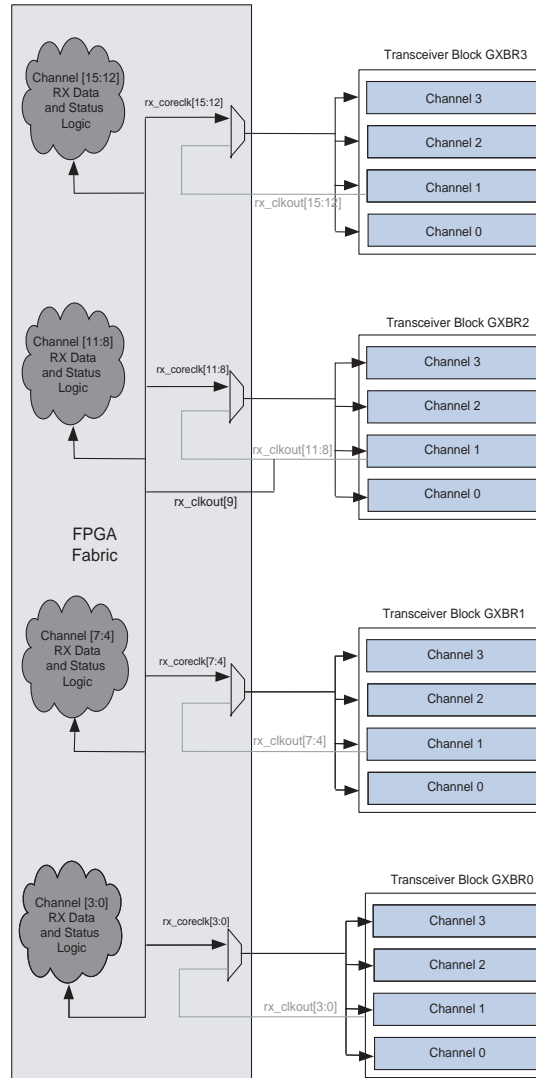 Transceiver Block GXBR3
Channel [15:12]
RX Data
and Status
Logic
rx_coreclk[15:12]
Channel 3
Channel 2
Channel 1
rx_clkout[15:12]
Channel 0
Transceiver Block GXBR2
Channel [11:8]
RX Data
and Status
Logic
rx_coreclk[11:8]
Channel 3
Channel 2
rx_clkout[11:8]
Channel 1
rx_clkout[9]
Channel 0
FPGA
Fabric
Transceiver Block GXBR1
Channel [7:4]
RX Data
and Status
Logic
rx_coreclk[7:4]
Channel 3
Channel 2
rx_clkout[7:4]
Channel 1
Channel 0
Transceiver Block GXBR0
Channel [3:0]
RX Data
and Status
Logic
rx_coreclk[3:0]
Channel 3
Channel 2
rx_clkout[3:0]
Channel 1
Channel 0